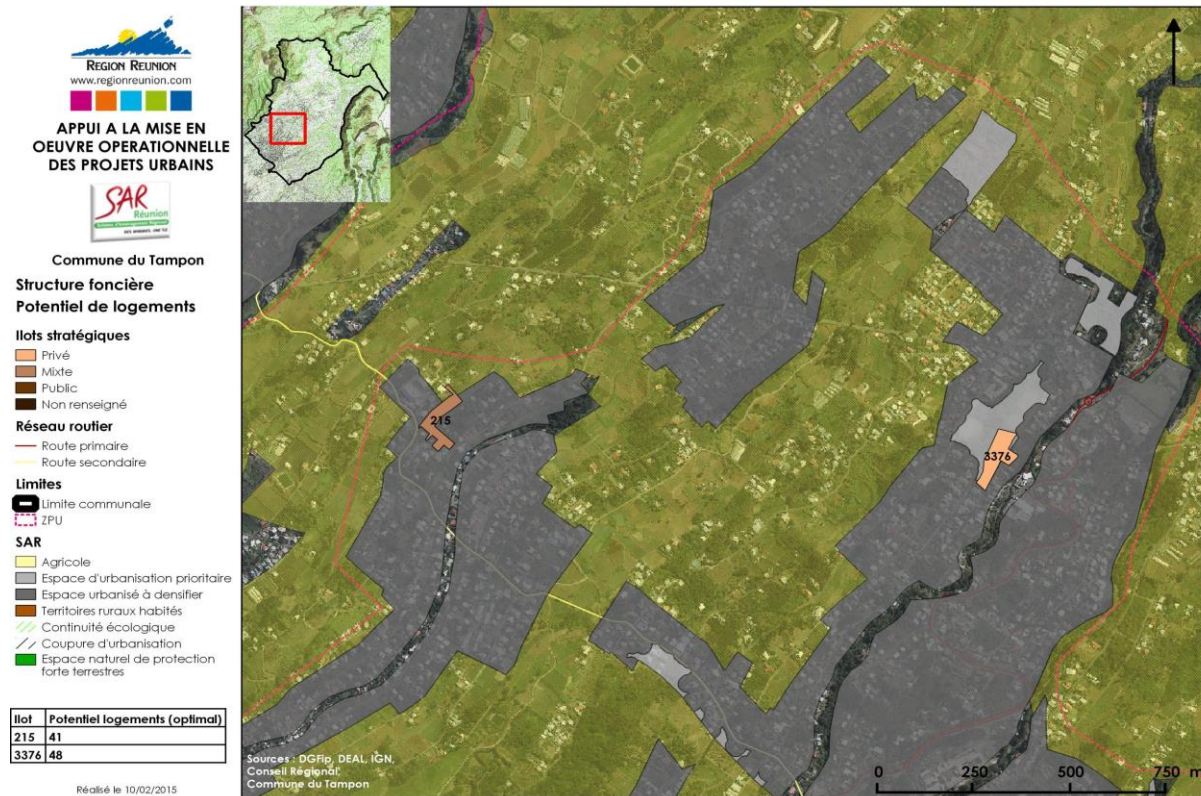 REGION REUNION
www.regionreunion.com
APPUI A LA MISE EN
OEUVRE OPERATIONNELLE
DES PROJETS URBAINS
SAR
Réunion
Commune du Tampon
Structure foncière
Potentiel de logements
Ilots stratégiques
Privé
Mixte
Public
Non renseigné
Réseau routier
Route primaire
Route secondaire
Limites
Limite communale
ZPU
SAR
Agricole
Espace d'urbanisation prioritaire
Espace urbanisé à densifier
Territoires ruraux habités
Continuité écologique
Coupure d'urbanisation
Espace naturel de protection
forte terrestres
Ilot Potentiel logements (optimal)
215 41
3376 48
Réalisé le 10/02/2015
215
3376
Sources : DGFip, DEAL, IGN,
Conseil Régional,
Commune du Tampon
0 250 500 750 m